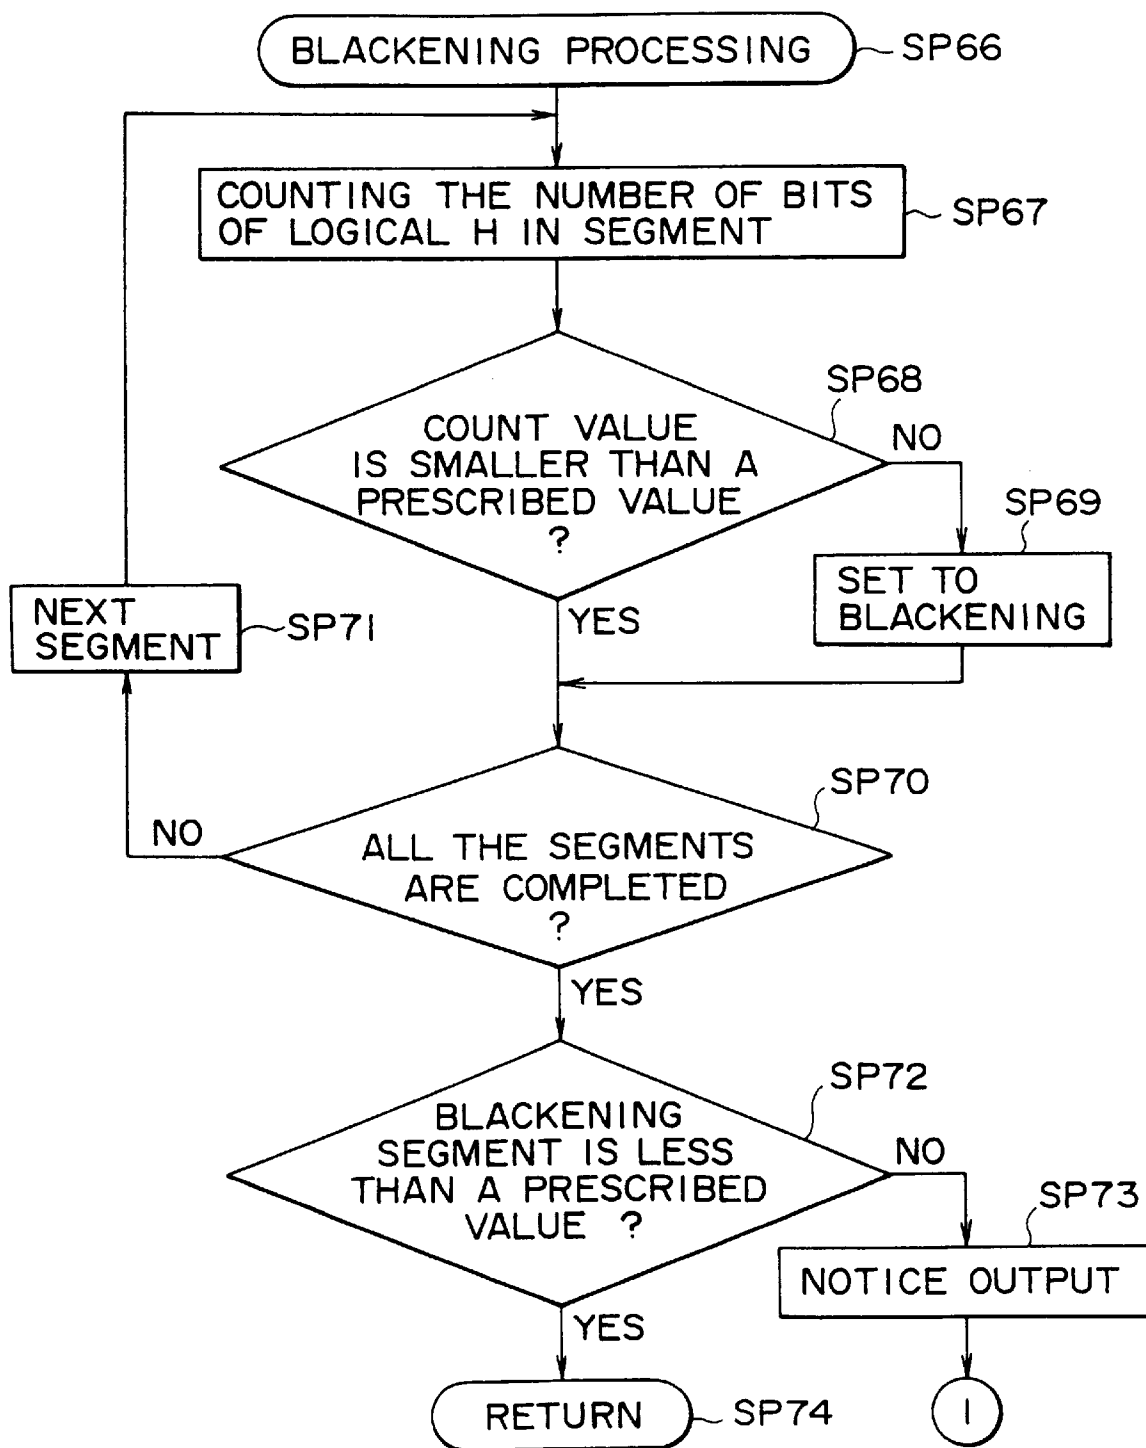 BLACKENING PROCESSING
SP66
COUNTING THE NUMBER OF BITS
OF LOGICAL H IN SEGMENT
SP67
SP68
COUNT VALUE
IS SMALLER THAN A
PRESCRIBED VALUE
?
NO
SP69
SET TO
BLACKENING
YES
NEXT
SEGMENT
SP71
SP70
NO
ALL THE SEGMENTS
ARE COMPLETED
?
YES
SP72
BLACKENING
SEGMENT IS LESS
THAN A PRESCRIBED
VALUE ?
NO
SP73
NOTICE OUTPUT
YES
RETURN
SP74
1